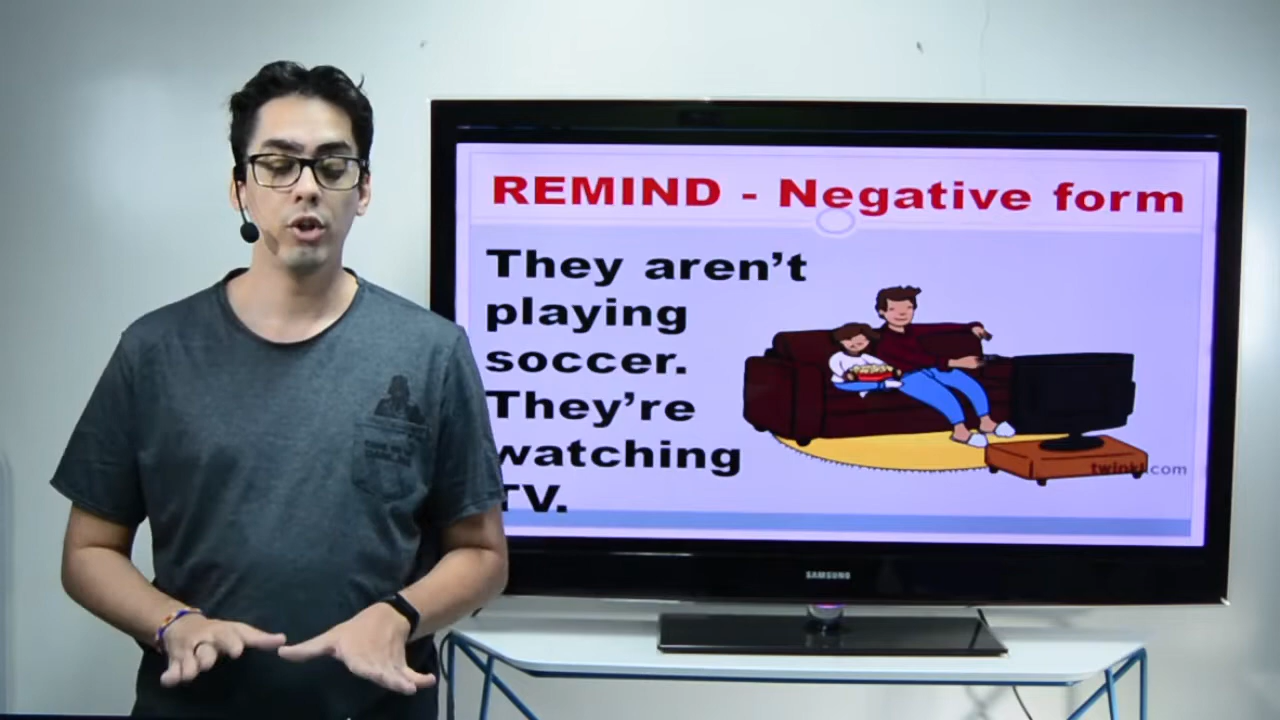 REMIND - Negative form
They aren't
playing
soccer.
They're
watching
TV.
twinkl.com
SAMSUNG